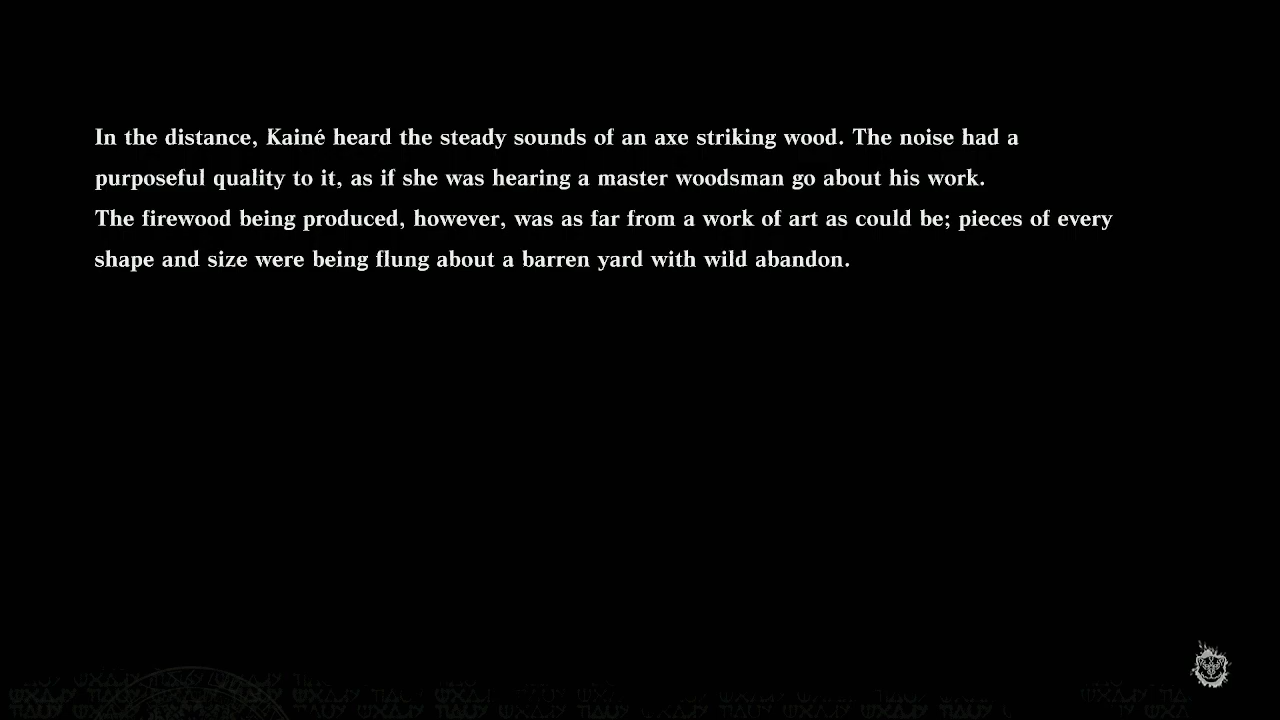 In the distance, Kainé heard the steady sounds of an axe striking wood. The noise had a
purposeful quality to it, as if she was hearing a master woodsman go about his work.
The firewood being produced, however, was as far from a work of art as could be; pieces of every
shape and size were being flung about a barren yard with wild abandon.